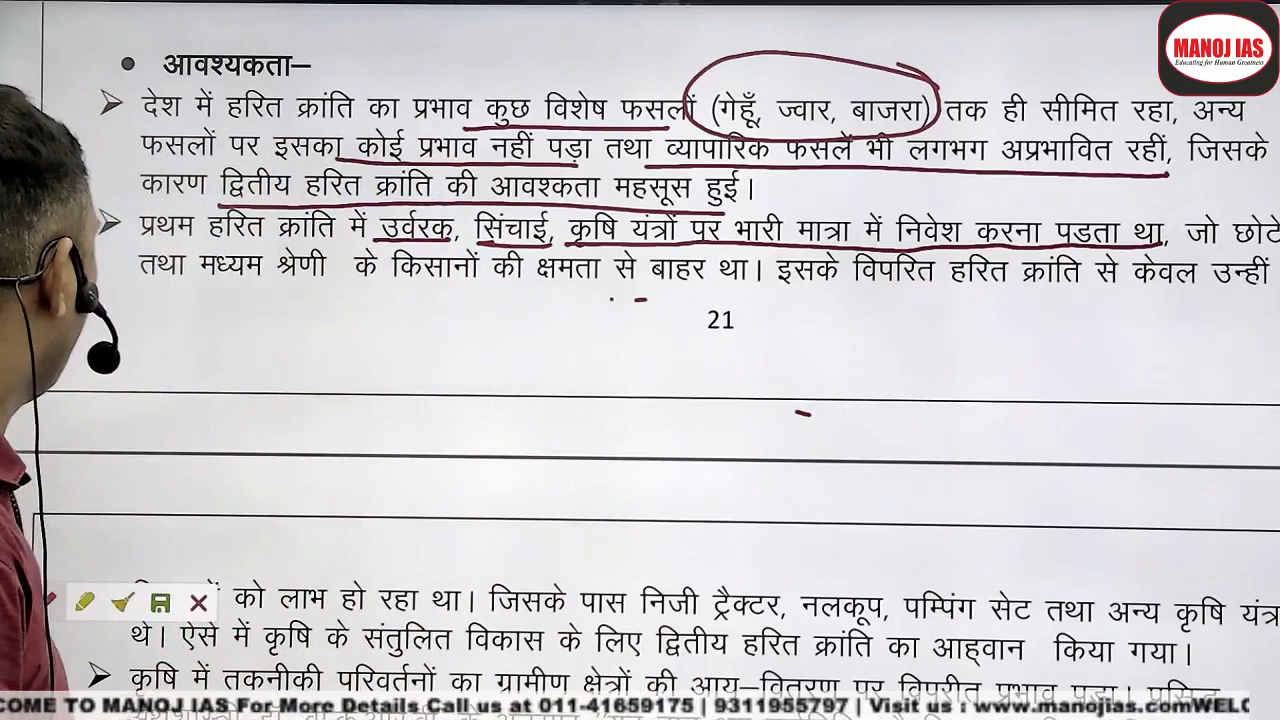 MANOJ IAS
Educating for Human Greatness
● आवश्यकता–
➢ देश में हरित क्रांति का प्रभाव कुछ विशेष फसलों (गेहूँ, ज्वार, बाजरा) तक ही सीमित रहा, अन्य
फसलों पर इसका कोई प्रभाव नहीं पड़ा तथा व्यापारिक फसलें भी लगभग अप्रभावित रहीं, जिसके
कारण द्वितीय हरित क्रांति की आवश्कता महसूस हुई।
➢ प्रथम हरित क्रांति में उर्वरक, सिंचाई, कृषि यंत्रों पर भारी मात्रा में निवेश करना पडता था, जो छोटे
तथा मध्यम श्रेणी के किसानों की क्षमता से बाहर था। इसके विपरित हरित क्रांति से केवल उन्हीं
21
को लाभ हो रहा था। जिसके पास निजी ट्रैक्टर, नलकूप, पम्पिंग सेट तथा अन्य कृषि यंत्र
थे। ऐसे में कृषि के संतुलित विकास के लिए द्वितीय हरित क्रांति का आह्वान किया गया।
➢ कृषि में तकनीकी परिवर्तनों का ग्रामीण क्षेत्रों की आय–वितरण पर विपरीत प्रभाव पड़ा। प्रसिद्ध
COME TO MANOJ IAS For More Details Call us at 011-41659175 | 9311955797 | Visit us : www.manojias.comWELC